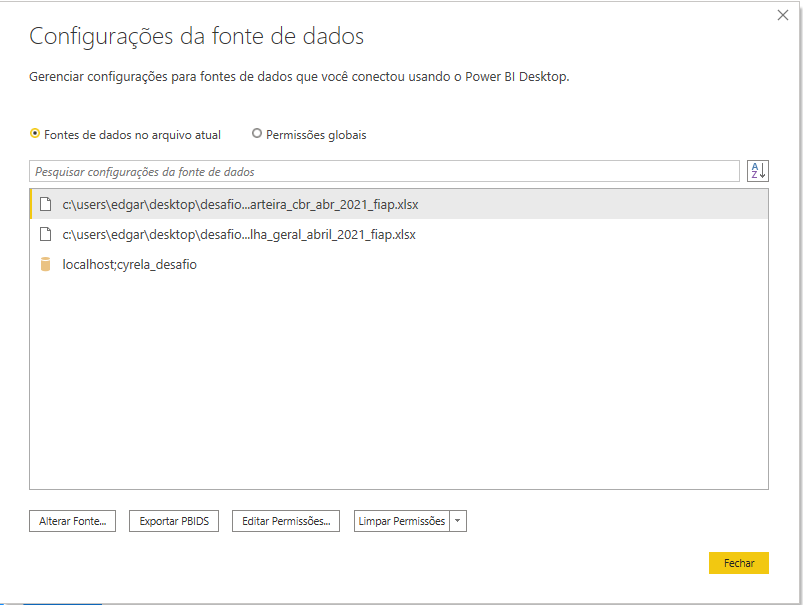 Configurações da fonte de dados
Gerenciar configurações para fontes de dados que você conectou usando o Power BI Desktop.
Fontes de dados no arquivo atual Permissões globais
Pesquisar configurações da fonte de dados
A
Z
c:\users\edgar\desktop\desafio...arteira_cbr_abr_2021_fiap.xlsx
c:\users\edgar\desktop\desafio...lha_geral_abril_2021_fiap.xlsx
localhost;cyrela_desafio
Alterar Fonte... Exportar PBIDS Editar Permissões... Limpar Permissões
Fechar